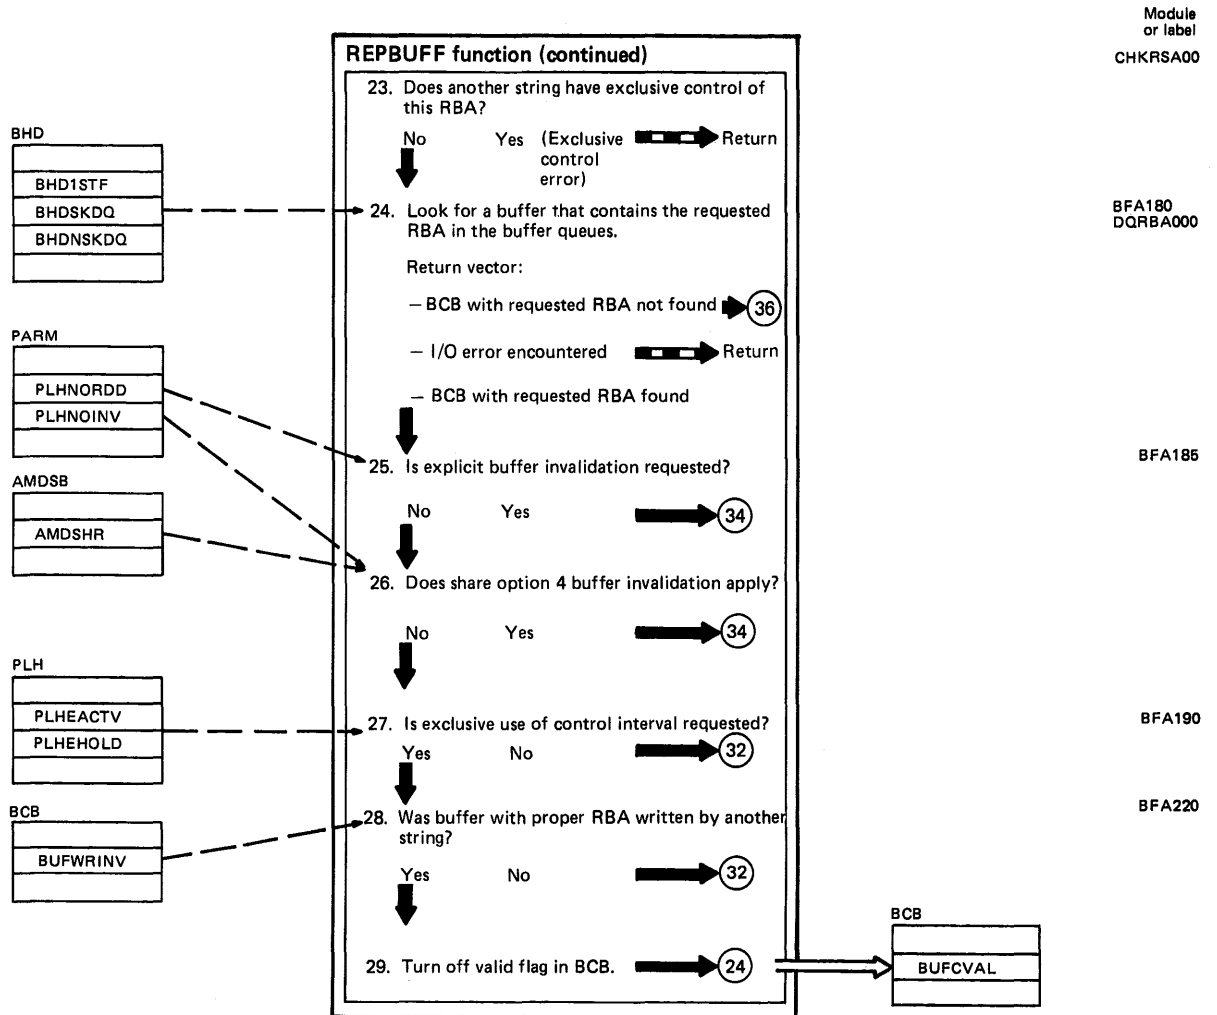 Module
or label
REPBUFF function (continued)
CHKRSA00
23. Does another string have exclusive control of
this RBA?
No Yes (Exclusive Return
control
error)
BHD
BHD1STF
BHDSKDQ
BHDNSKDQ
24. Look for a buffer that contains the requested
RBA in the buffer queues.
BFA180
DQRBA000
Return vector:
– BCB with requested RBA not found 36
– I/O error encountered Return
– BCB with requested RBA found
PARM
PLHNORDD
PLHNOINV
25. Is explicit buffer invalidation requested?
BFA185
No Yes 34
AMDSB
AMDSHR
26. Does share option 4 buffer invalidation apply?
No Yes 34
PLH
PLHEACTV
PLHEHOLD
27. Is exclusive use of control interval requested?
BFA190
Yes No 32
BCB
BUFWRINV
28. Was buffer with proper RBA written by another
string?
BFA220
Yes No 32
29. Turn off valid flag in BCB. 24
BCB
BUFCVAL